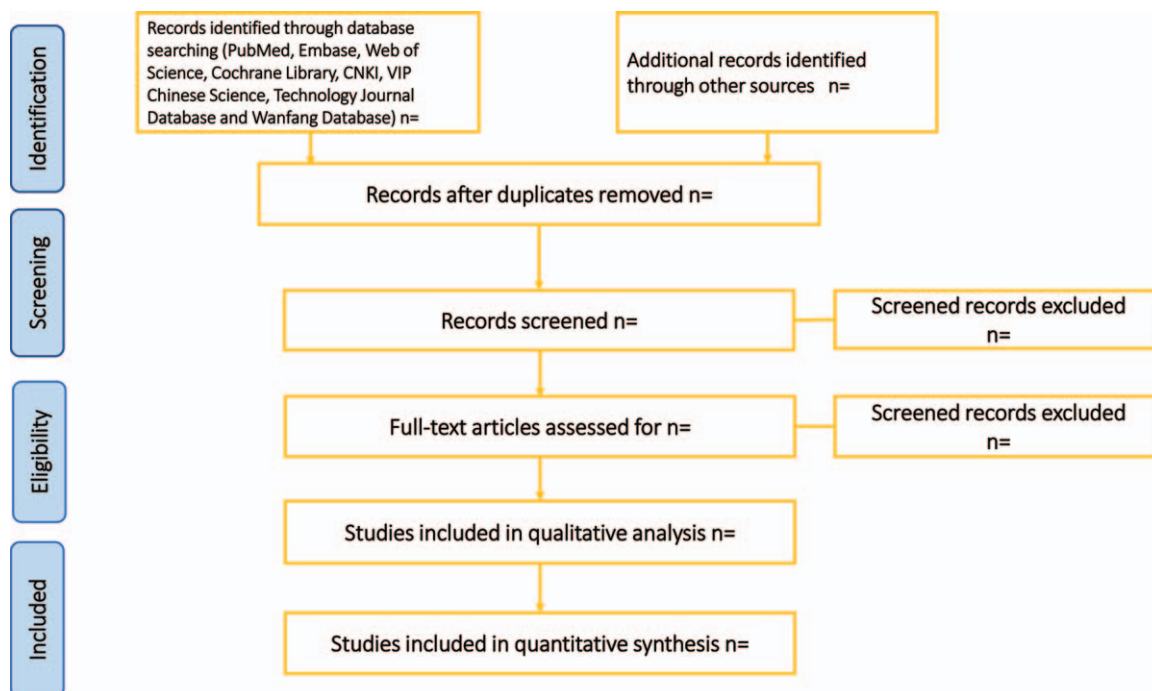 Identification
Records identified through database
searching (PubMed, Embase, Web of
Science, Cochrane Library, CNKI, VIP
Chinese Science, Technology Journal
Database and Wanfang Database) n=
Additional records identified
through other sources n=
Records after duplicates removed n=
Screening
Records screened n=
Screened records excluded
n=
Eligibility
Full-text articles assessed for n=
Screened records excluded
n=
Studies included in qualitative analysis n=
Included
Studies included in quantitative synthesis n=